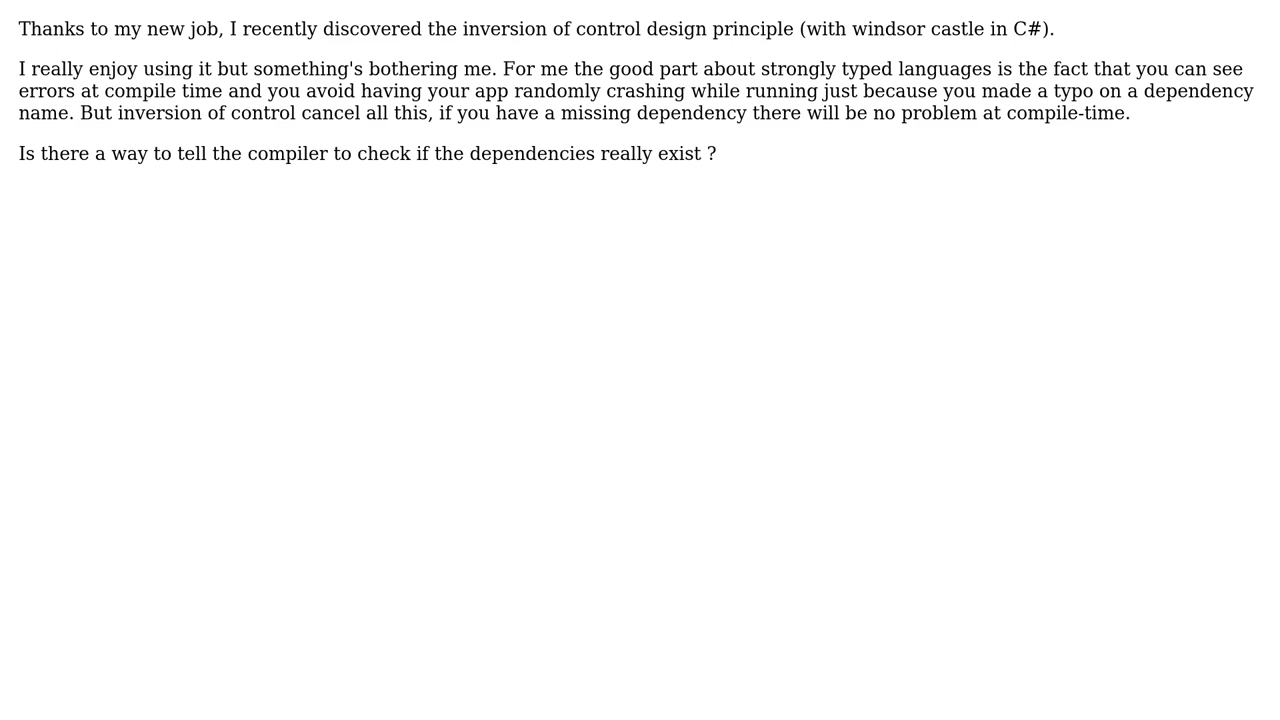 Thanks to my new job, I recently discovered the inversion of control design principle (with windsor castle in C#).
I really enjoy using it but something's bothering me. For me the good part about strongly typed languages is the fact that you can see
errors at compile time and you avoid having your app randomly crashing while running just because you made a typo on a dependency
name. But inversion of control cancel all this, if you have a missing dependency there will be no problem at compile-time.
Is there a way to tell the compiler to check if the dependencies really exist ?